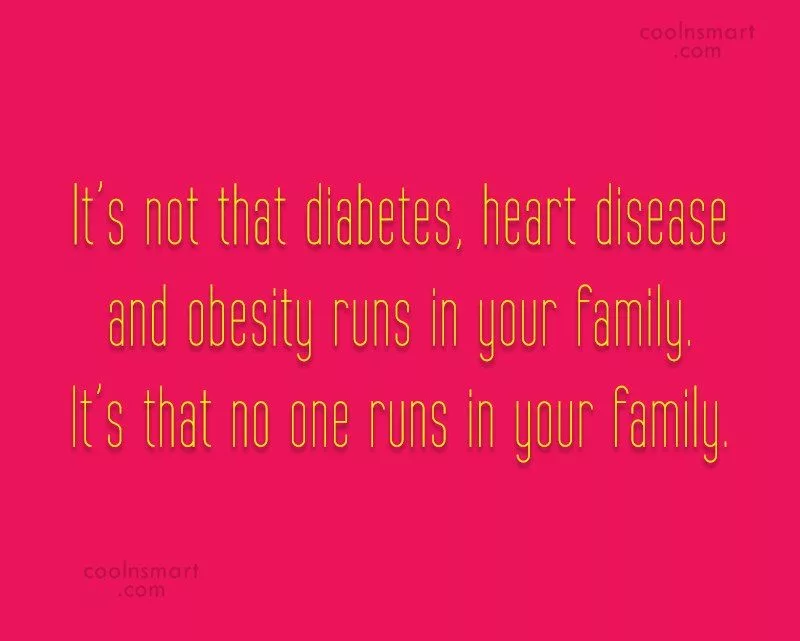 coolnsmart
.com
It's not that diabetes, heart disease
and obesity runs in your family.
It's that no one runs in your family.
coolnsmart
.com